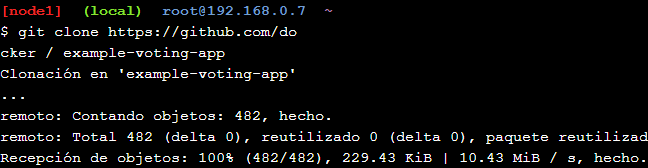 [node1] (local) root@192.168.0.7 ~
$ git clone https://github.com/do
cker / example-voting-app
Clonación en 'example-voting-app'
...
remoto: Contando objetos: 482, hecho.
remoto: Total 482 (delta 0), reutilizado 0 (delta 0), paquete reutilizad
Recepción de objetos: 100% (482/482), 229.43 KiB | 10.43 MiB / s, hecho.